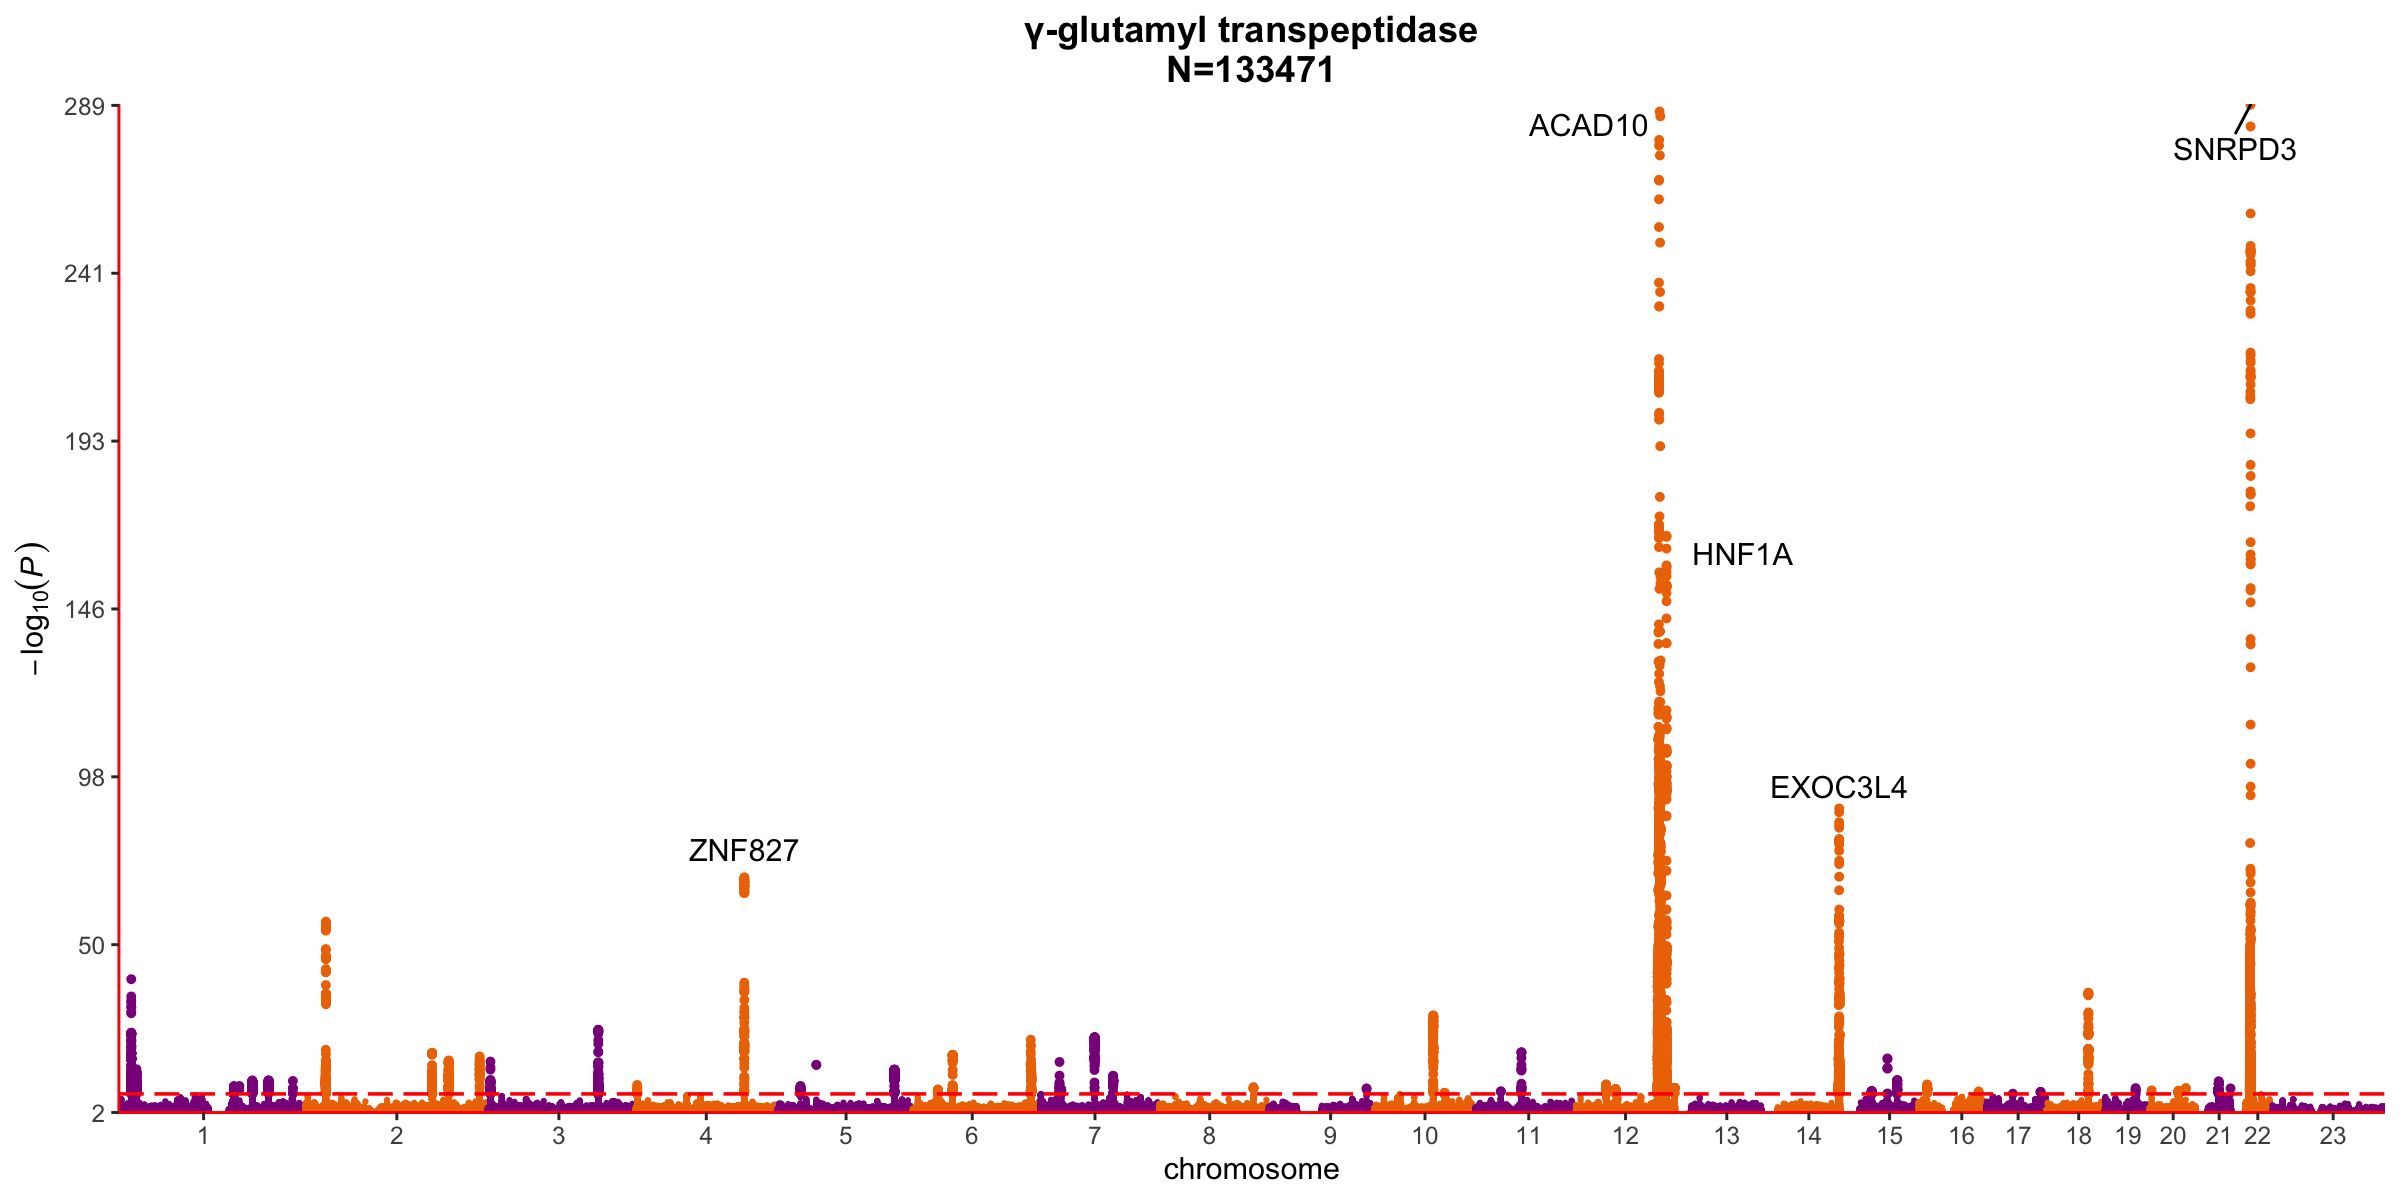 γ-glutamyl transpeptidase
N=133471
289
241
193
146
98
50
2
−log10(P)
ACAD10
SNRPD3
HNF1A
EXOC3L4
ZNF827
1 2 3 4 5 6 7 8 9 10 11 12 13 14 15 16 17 18 19 20 21 22 23
chromosome